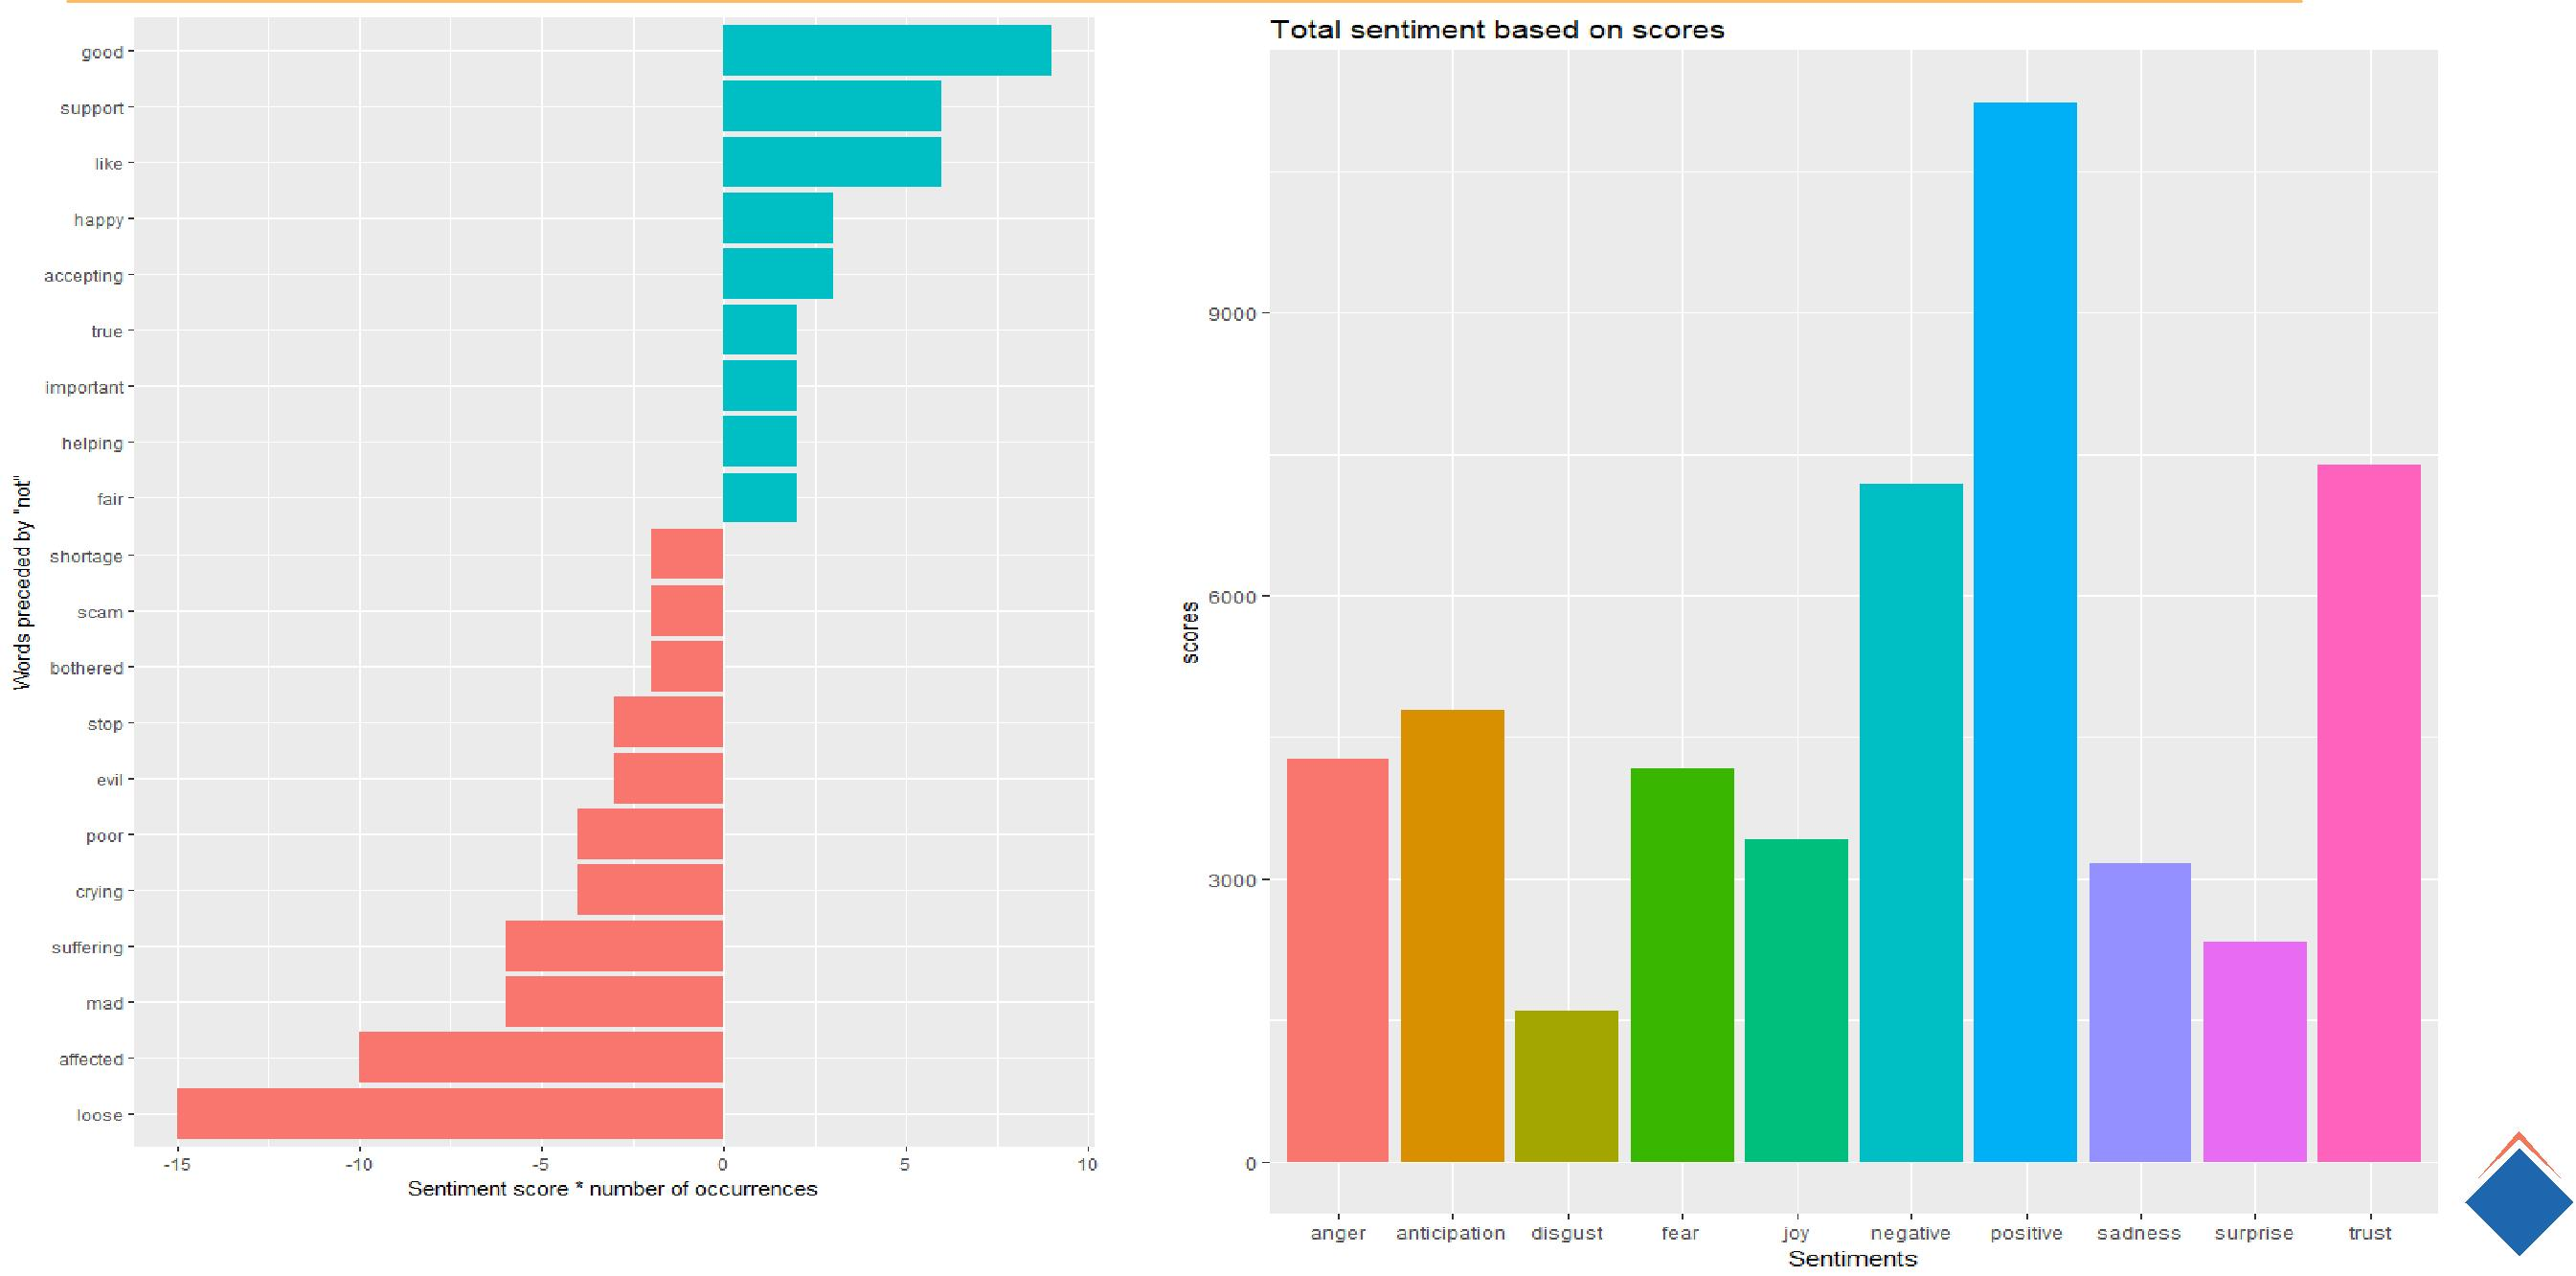 good
support
like
happy
accepting
true
important
helping
fair
shortage
scam
bothered
stop
evil
poor
crying
suffering
mad
affected
loose
Words preceded by "not"
-15 -10 -5 0 5 10
Sentiment score * number of occurrences
Total sentiment based on scores
9000
6000
3000
0
scores
anger anticipation disgust fear joy negative positive sadness surprise trust
Sentiments